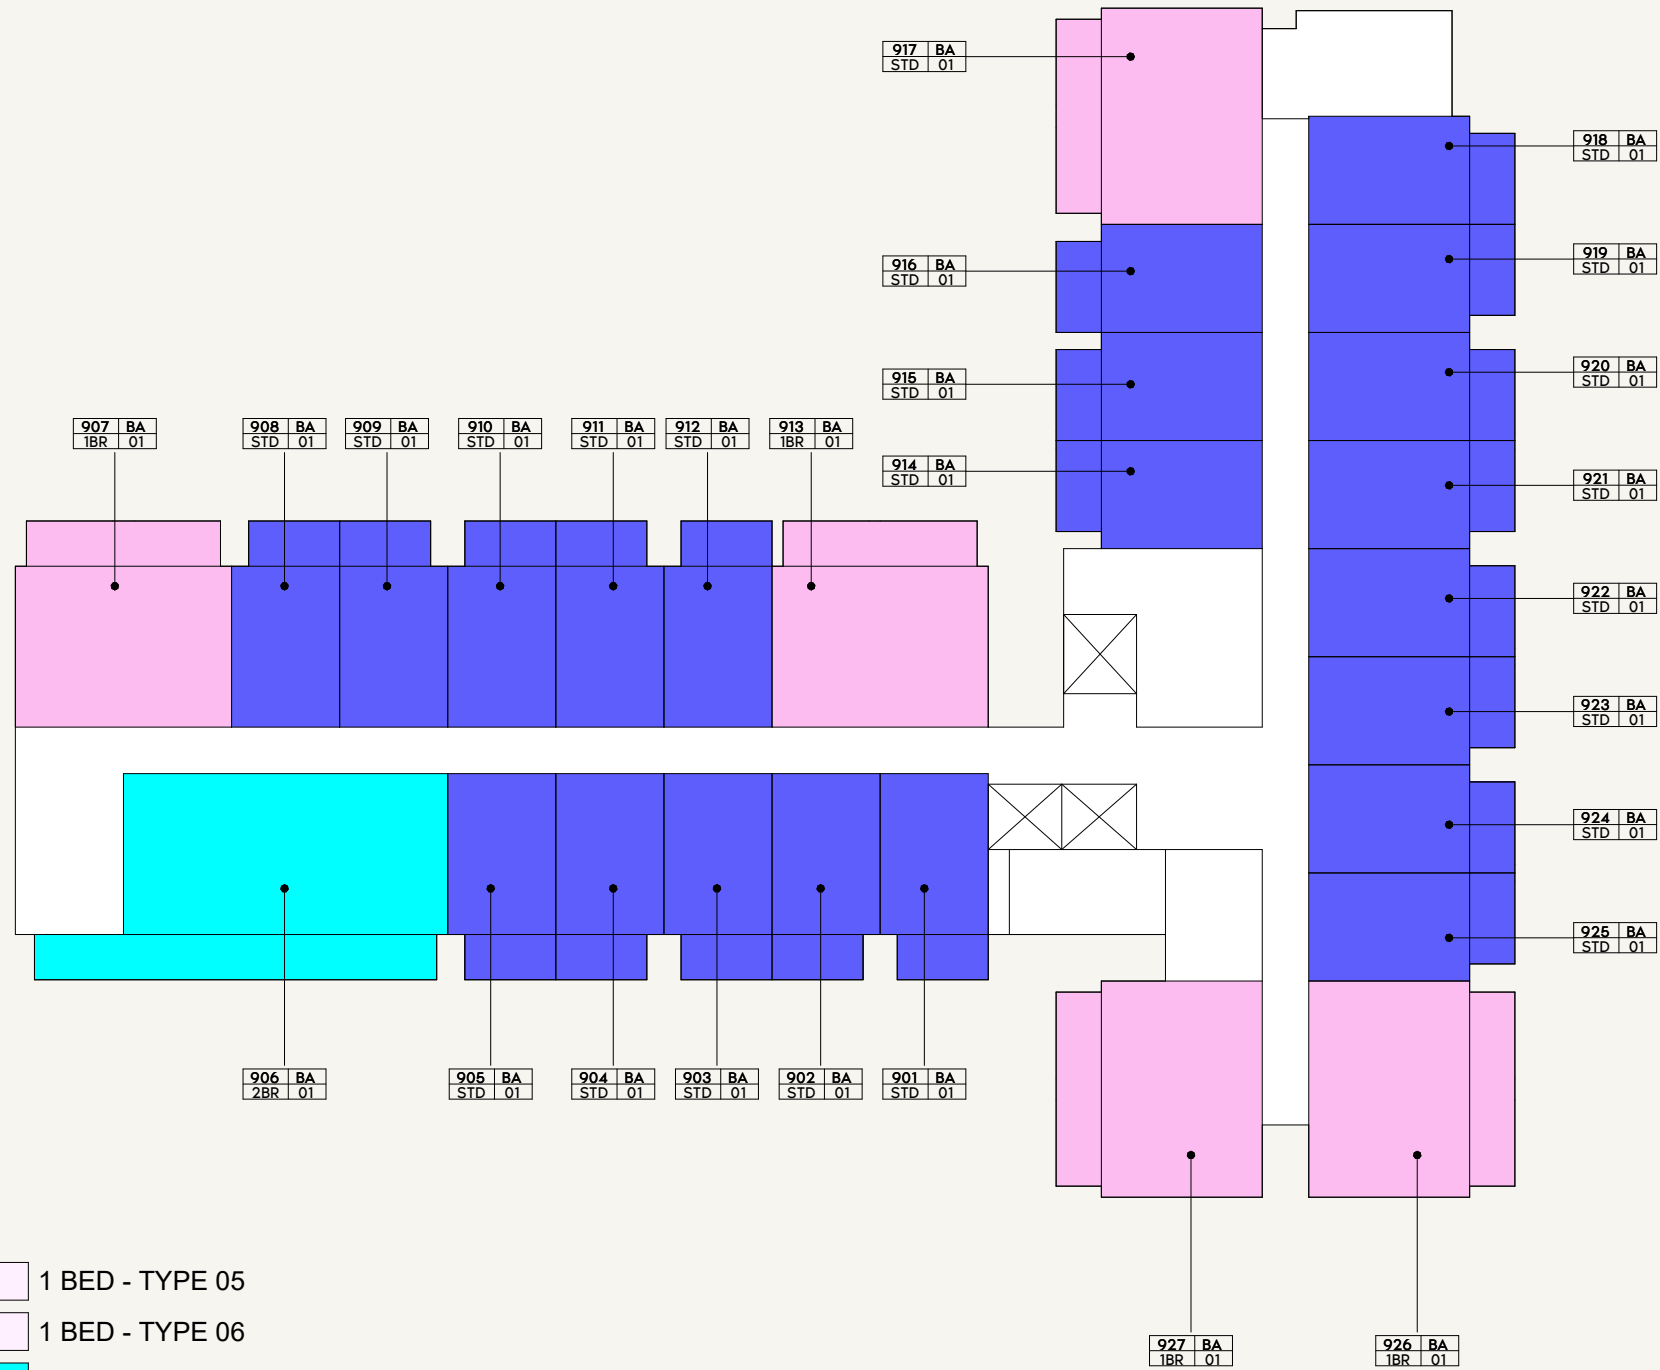 917 BA
STD 01
918 BA
STD 01
916 BA
STD 01
919 BA
STD 01
915 BA
STD 01
920 BA
STD 01
907 BA
1BR 01
908 BA
STD 01
909 BA
STD 01
910 BA
STD 01
911 BA
STD 01
912 BA
STD 01
913 BA
1BR 01
914 BA
STD 01
921 BA
STD 01
922 BA
STD 01
923 BA
STD 01
924 BA
STD 01
925 BA
STD 01
906 BA
2BR 01
905 BA
STD 01
904 BA
STD 01
903 BA
STD 01
902 BA
STD 01
901 BA
STD 01
1 BED - TYPE 05
1 BED - TYPE 06
927 BA
1BR 01
926 BA
1BR 01